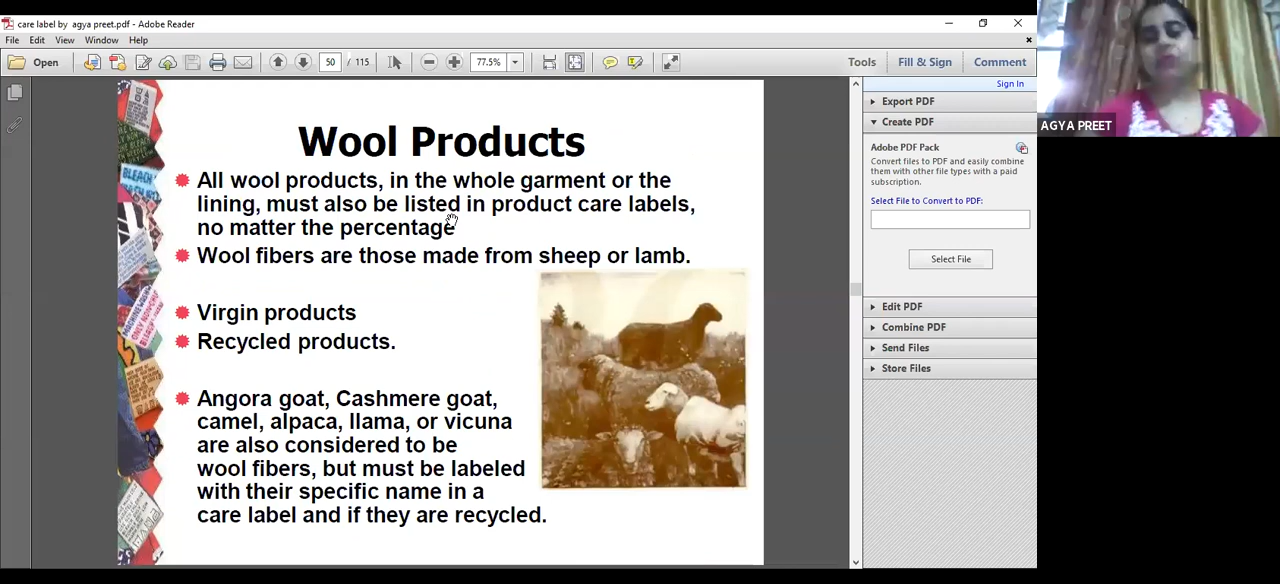 care label by agya preet.pdf - Adobe Reader
File Edit View Window Help
Open 50 / 115 77.5% Tools Fill & Sign Comment
Sign In
Export PDF
Create PDF
Adobe PDF Pack
Convert files to PDF and easily combine
them with other file types with a paid
subscription.
Select File to Convert to PDF:
Select File
Edit PDF
Combine PDF
Send Files
Store Files
AGYA PREET
Wool Products
All wool products, in the whole garment or the
lining, must also be listed in product care labels,
no matter the percentage
Wool fibers are those made from sheep or lamb.
Virgin products
Recycled products.
Angora goat, Cashmere goat,
camel, alpaca, llama, or vicuna
are also considered to be
wool fibers, but must be labeled
with their specific name in a
care label and if they are recycled.
BLEACH